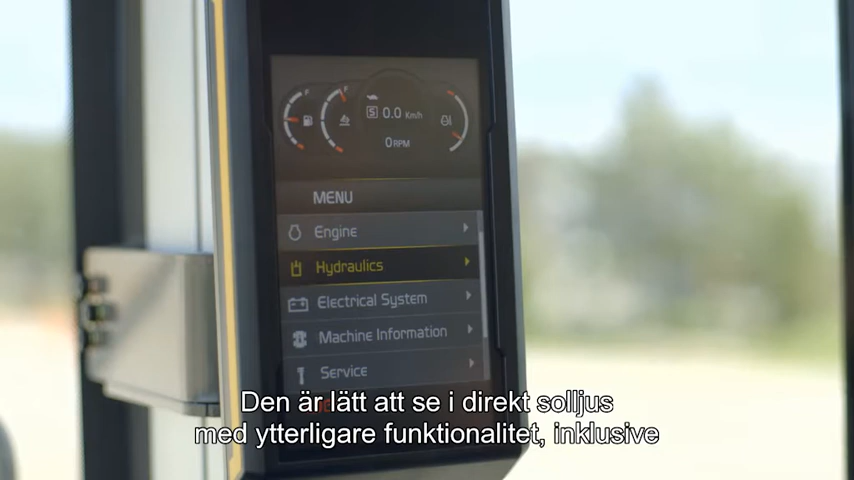 F
F
S 0.0 Km/h
0 RPM
MENU
Engine
Hydraulics
Electrical System
Machine Information
Service
Den är lätt att se i direkt solljus
med ytterligare funktionalitet, inklusive